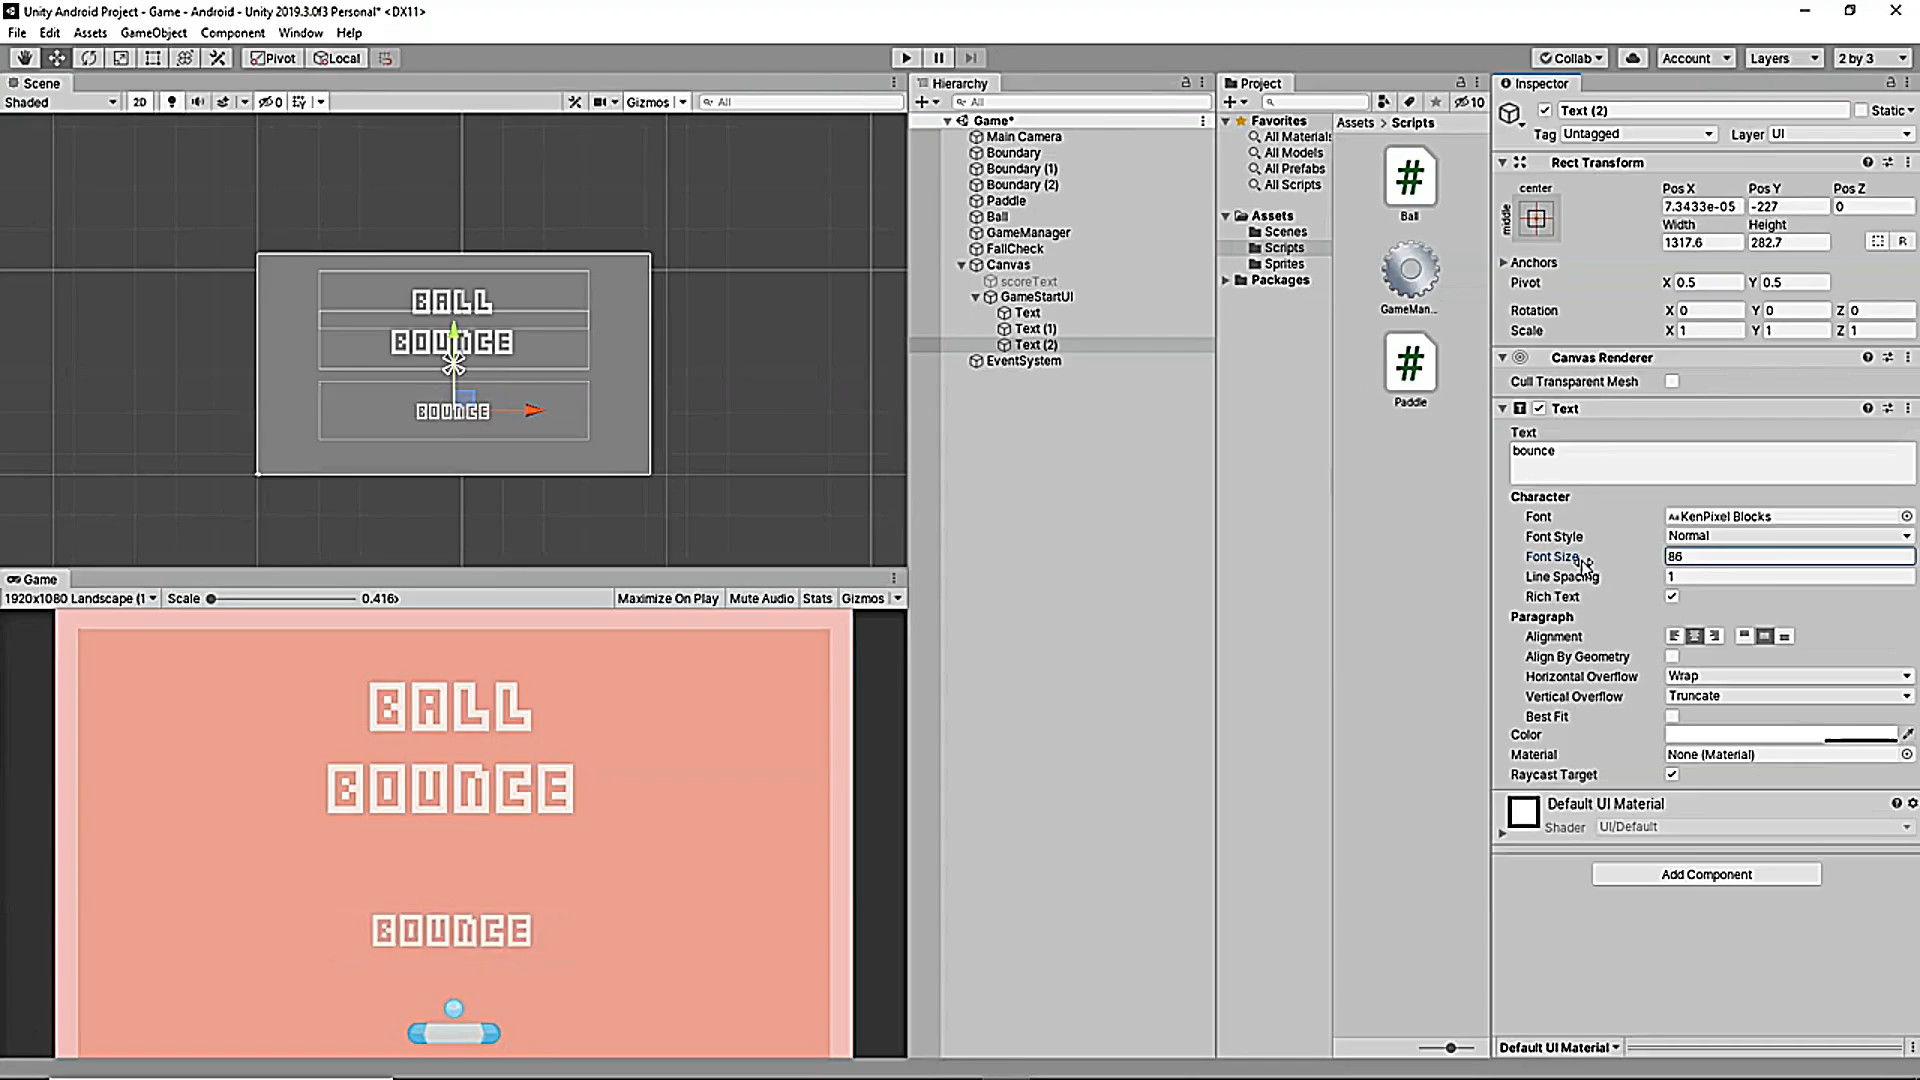 Unity Android Project - Game - Android - Unity 2019.3.0f3 Personal* <DX11>
File Edit Assets GameObject Component Window Help
Pivot Local
Collab Account Layers 2 by 3
Scene
Shaded 2D 0 Gizmos All
Game
1920x1080 Landscape (1 Scale 0.416x Maximize On Play Mute Audio Stats Gizmos
BALL
BOUNCE
BOUNCE
BALL
BOUNCE
BOUNCE
Hierarchy
All
Game*
Main Camera
Boundary
Boundary (1)
Boundary (2)
Paddle
Ball
GameManager
FallCheck
Canvas
scoreText
GameStartUI
Text
Text (1)
Text (2)
EventSystem
Project
10
Favorites
All Materials
All Models
All Prefabs
All Scripts
Assets
Scenes
Scripts
Sprites
Packages
Assets > Scripts
Ball
GameMan...
Paddle
Inspector
Text (2) Static
Tag Untagged Layer UI
Rect Transform
center
middle
Pos X Pos Y Pos Z
7.3433e-05 -227 0
Width Height
1317.6 282.7
R
Anchors
Pivot X 0.5 Y 0.5
Rotation X 0 Y 0 Z 0
Scale X 1 Y 1 Z 1
Canvas Renderer
Cull Transparent Mesh
Text
Text
bounce
Character
Font KenPixel Blocks
Font Style Normal
Font Size 86
Line Spacing 1
Rich Text
Paragraph
Alignment
Align By Geometry
Horizontal Overflow Wrap
Vertical Overflow Truncate
Best Fit
Color
Material None (Material)
Raycast Target
Default UI Material
Shader UI/Default
Add Component
Default UI Material